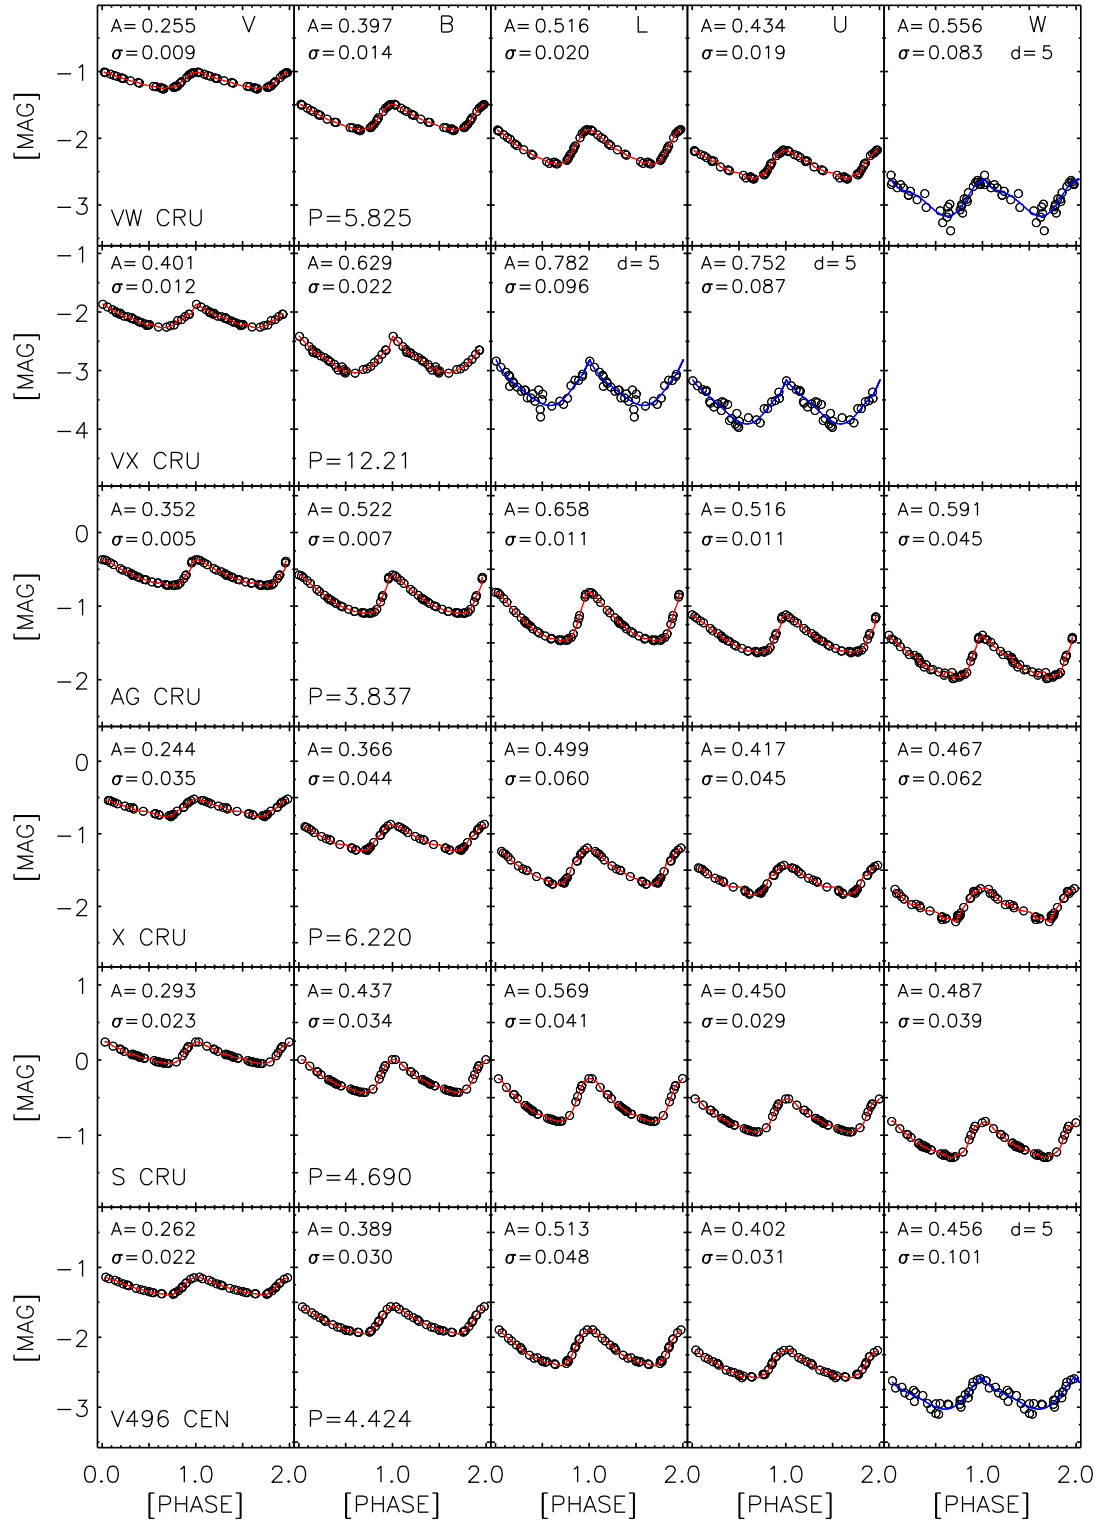 A=0.255 V A=0.397 B A=0.516 L A=0.434 U A=0.556 W
σ=0.009 σ=0.014 σ=0.020 σ=0.019 σ=0.083 d=5
-1
[MAG]
-2
-3
VW CRU P=5.825
-1
A=0.401 A=0.629 A=0.782 d=5 A=0.752 d=5
σ=0.012 σ=0.022 σ=0.096 σ=0.087
-2
[MAG]
-3
-4
VX CRU P=12.21
A=0.352 A=0.522 A=0.658 A=0.516 A=0.591
0
σ=0.005 σ=0.007 σ=0.011 σ=0.011 σ=0.045
[MAG]
-1
-2
AG CRU P=3.837
A=0.244 A=0.366 A=0.499 A=0.417 A=0.467
0
σ=0.035 σ=0.044 σ=0.060 σ=0.045 σ=0.062
-1
[MAG]
-2
X CRU P=6.220
1
A=0.293 A=0.437 A=0.569 A=0.450 A=0.487
σ=0.023 σ=0.034 σ=0.041 σ=0.029 σ=0.039
0
[MAG]
-1
S CRU P=4.690
A=0.262 A=0.389 A=0.513 A=0.402 A=0.456 d=5
σ=0.022 σ=0.030 σ=0.048 σ=0.031 σ=0.101
-1
[MAG]
-2
-3
V496 CEN P=4.424
0.0 1.0 2.0 1.0 2.0 1.0 2.0 1.0 2.0 1.0 2.0
[PHASE] [PHASE] [PHASE] [PHASE] [PHASE]